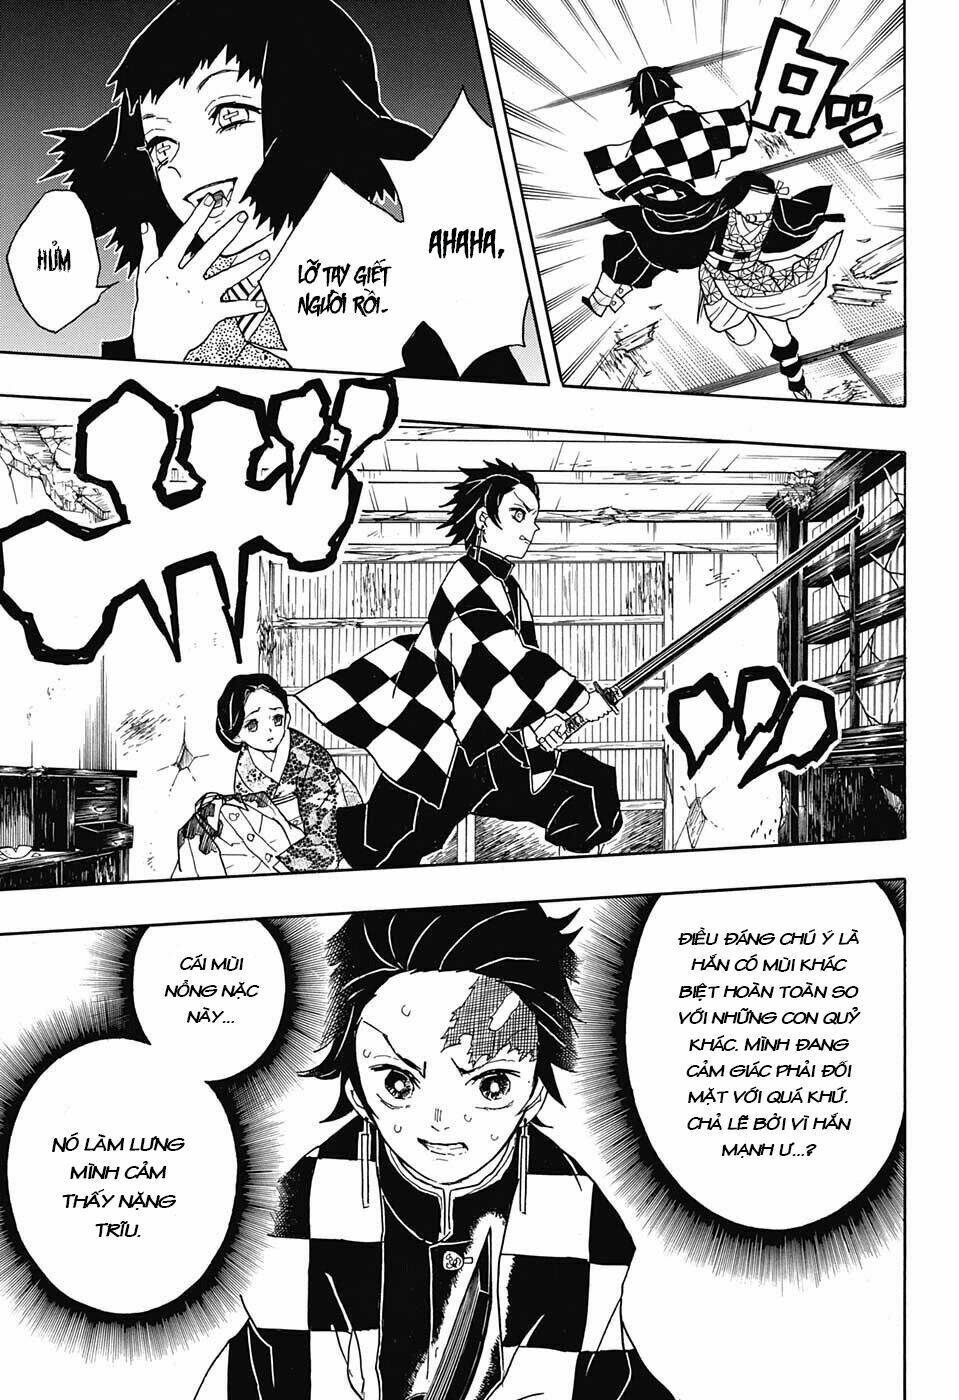 ダッ
AHAHA,
LỠ TAY GIẾT
NGƯỜI RỒI..
HỬM
ĐIỀU ĐÁNG CHÚ Ý LÀ
HẮN CÓ MÙI KHÁC
BIỆT HOÀN TOÀN SO
VỚI NHỮNG CON QUỶ
KHÁC. MÌNH ĐANG
CẢM GIÁC PHẢI ĐỐI
MẶT VỚI QUÁ KHỨ.
CHẢ LẼ BỞI VÌ HẮN
MẠNH Ư...?
CÁI MÙI
NỒNG NẶC
NÀY...
NÓ LÀM LƯNG
MÌNH CẢM
THẤY NẶNG
TRĨU.